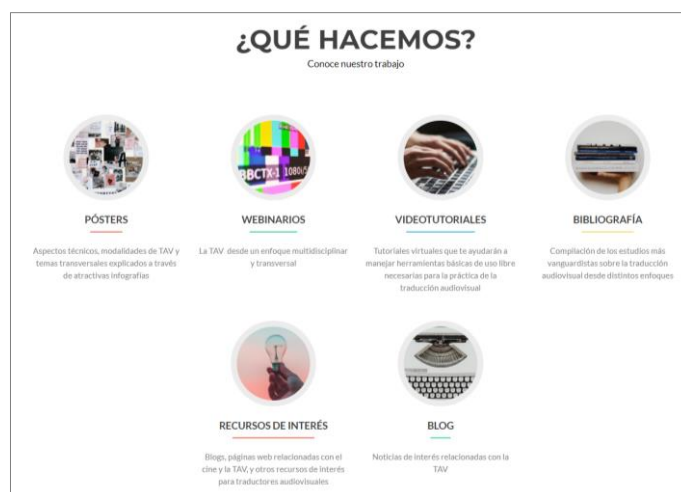 ¿QUÉ HACEMOS?
Conoce nuestro trabajo
BBCTX-1 1080i/5
PÓSTERS
Aspectos técnicos, modalidades de TAV y
temas transversales explicados a través
de atractivas infografías
WEBINARIOS
La TAV desde un enfoque multidisciplinar
y transversal
VIDEOTUTORIALES
Tutoriales virtuales que te ayudarán a
manejar herramientas básicas de uso libre
necesarias para la práctica de la
traducción audiovisual
BIBLIOGRAFÍA
Compilación de los estudios más
vanguardistas sobre la traducción
audiovisual desde distintos enfoques
RECURSOS DE INTERÉS
Blogs, páginas web relacionadas con el
cine y la TAV, y otros recursos de interés
para traductores audiovisuales
BLOG
Noticias de interés relacionadas con la
TAV